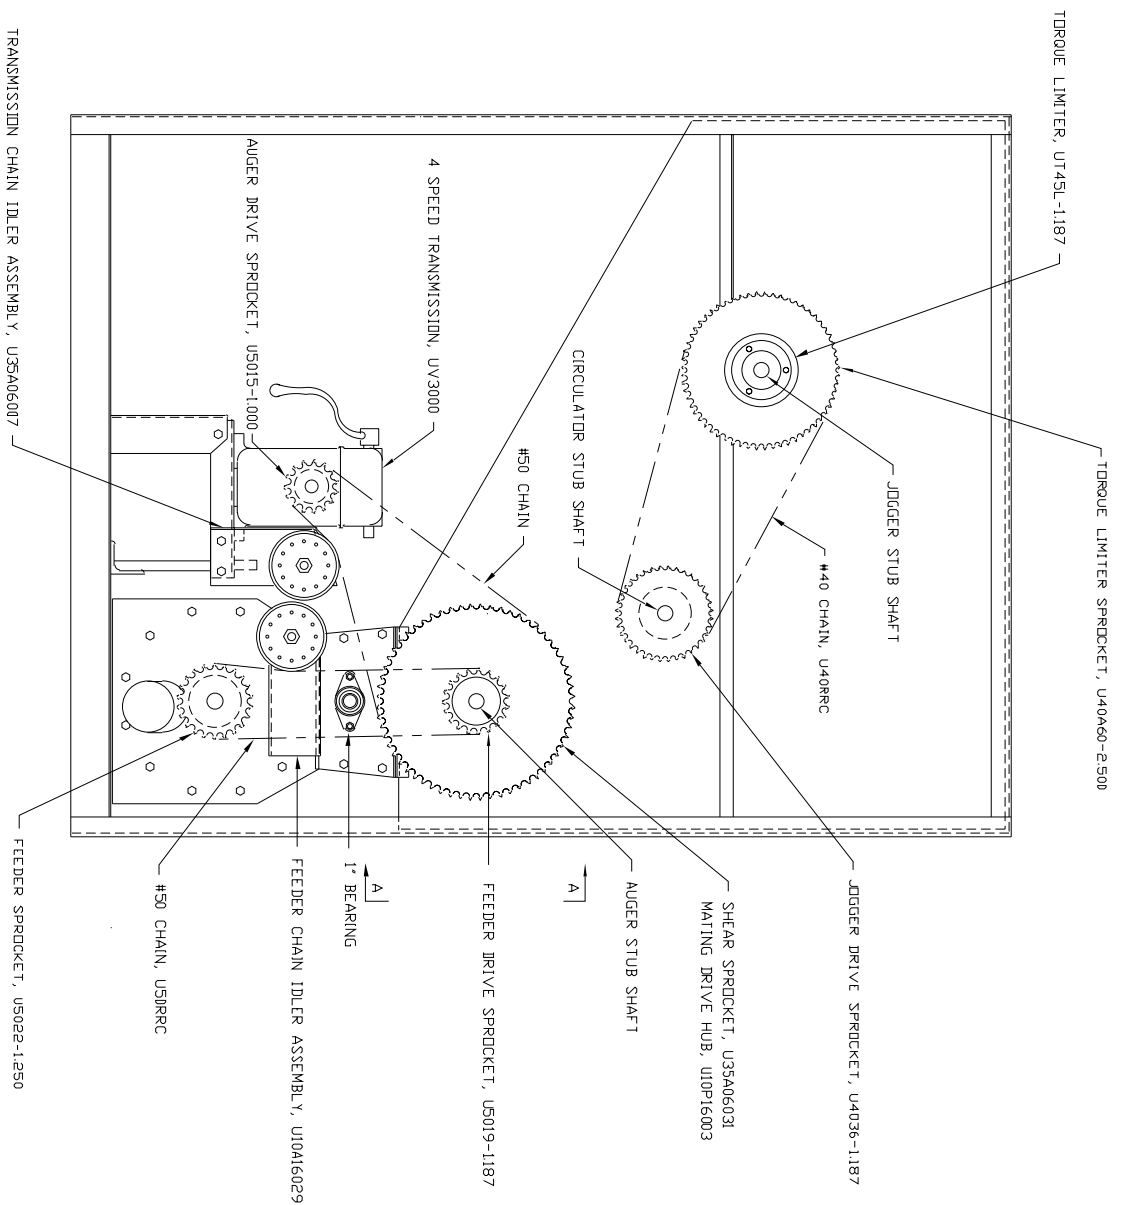 TORQUE LIMITER, UT45L-1.187
TORQUE LIMITER SPROCKET, U40A60-2.500
JOGGER STUB SHAFT
#40 CHAIN, U40RRC
JOGGER DRIVE SPROCKET, U4036-1.187
SHEAR SPROCKET, U35A06031
MATING DRIVE HUB, U10P16003
AUGER STUB SHAFT
CIRCULATOR STUB SHAFT
A
#50 CHAIN
FEEDER DRIVE SPROCKET, U5019-1.187
4 SPEED TRANSMISSION, UV3000
A
1" BEARING
FEEDER CHAIN IDLER ASSEMBLY, U10A16029
AUGER DRIVE SPROCKET, U5015-1.000
#50 CHAIN, U50RRC
TRANSMISSION CHAIN IDLER ASSEMBLY, U35A06007
FEEDER SPROCKET, U5022-1.250